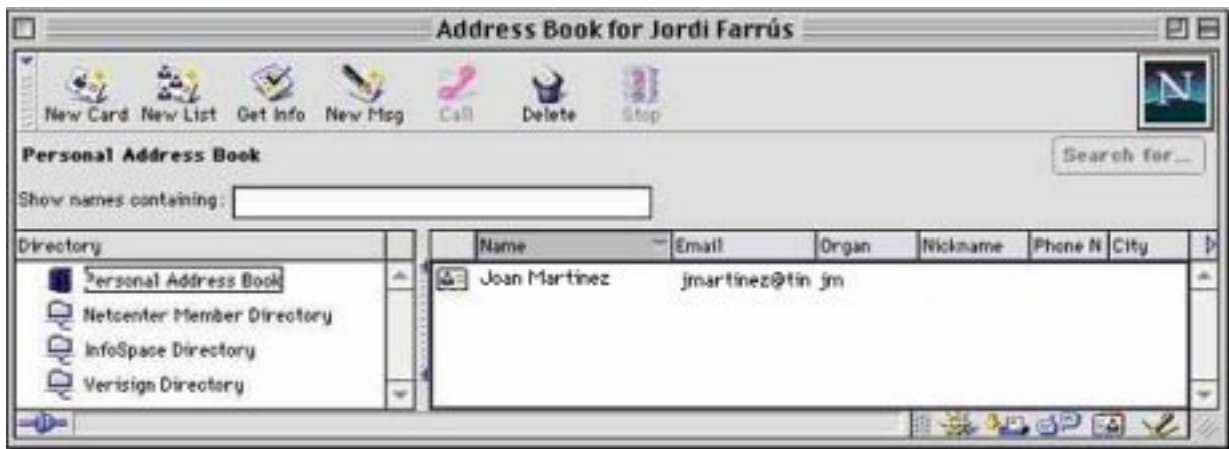 Address Book for Jordi Farrús
New Card New List Get Info New Msg Call Delete Stop
N
Personal Address Book
Search for...
Show names containing:
Directory
Name Email Organ Nickname Phone N City
Personal Address Book
Joan Martinez jmartinez@tin jm
Netcenter Member Directory
InfoSpace Directory
Verisign Directory